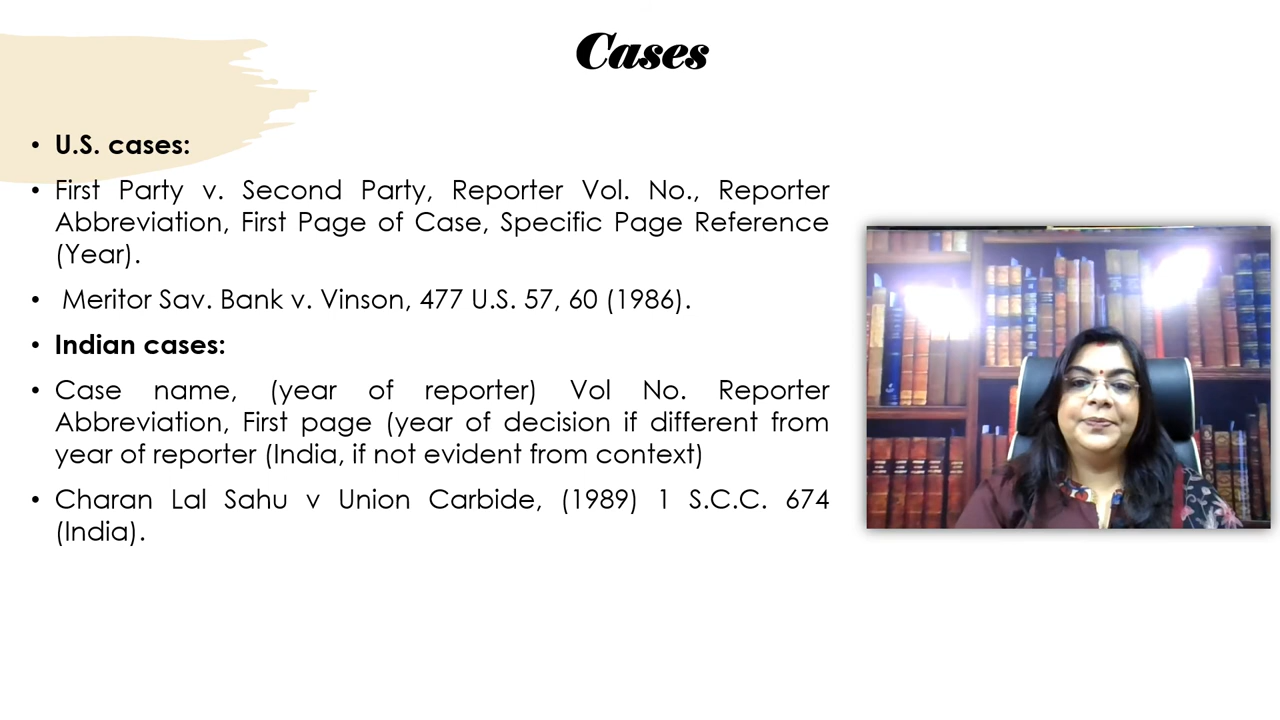 Cases
• U.S. cases:
• First Party v. Second Party, Reporter Vol. No., Reporter
Abbreviation, First Page of Case, Specific Page Reference
(Year).
• Meritor Sav. Bank v. Vinson, 477 U.S. 57, 60 (1986).
• Indian cases:
• Case name, (year of reporter) Vol No. Reporter
Abbreviation, First page (year of decision if different from
year of reporter (India, if not evident from context)
• Charan Lal Sahu v Union Carbide, (1989) 1 S.C.C. 674
(India).